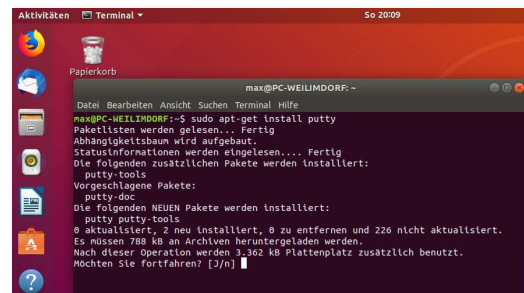 Aktivitäten Terminal So 20:09
Papierkorb
max@PC-WEILIMDORF: ~
Datei Bearbeiten Ansicht Suchen Terminal Hilfe
max@PC-WEILIMDORF:~$ sudo apt-get install putty
Paketlisten werden gelesen... Fertig
Abhängigkeitsbaum wird aufgebaut.
Statusinformationen werden eingelesen.... Fertig
Die folgenden zusätzlichen Pakete werden installiert:
putty-tools
Vorgeschlagene Pakete:
putty-doc
Die folgenden NEUEN Pakete werden installiert:
putty putty-tools
0 aktualisiert, 2 neu installiert, 0 zu entfernen und 226 nicht aktualisiert.
Es müssen 788 kB an Archiven heruntergeladen werden.
Nach dieser Operation werden 3.362 kB Plattenplatz zusätzlich benutzt.
Möchten Sie fortfahren? [J/n]